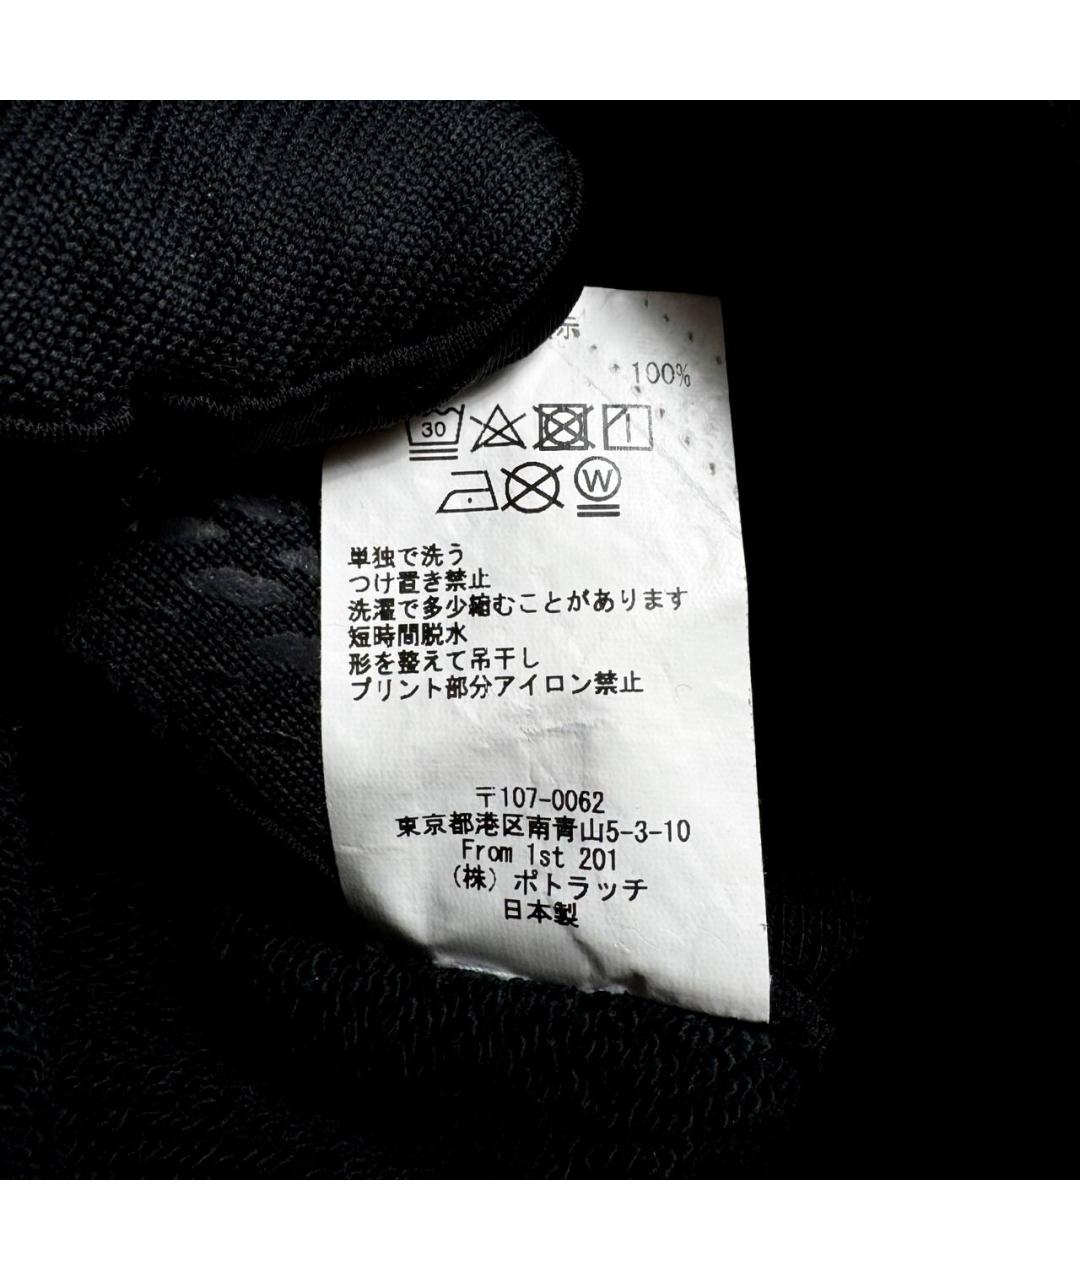 示
100%
30
W
単独で洗う
つけ置き禁止
洗濯で多少縮むことがあります
短時間脱水
形を整えて吊干し
プリント部分アイロン禁止
〒107-0062
東京都港区南青山5-3-10
From 1st 201
(株) ポトラッチ
日本製